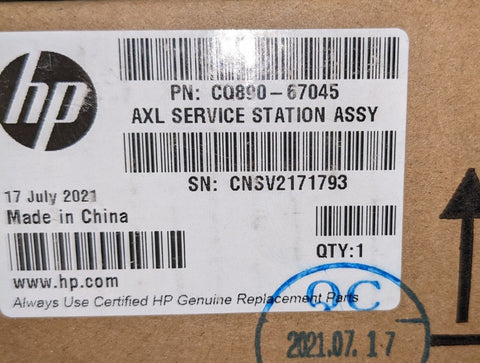 hp
PN: CQ890-67045
AXL SERVICE STATION ASSY
SN: CNSV2171793
17 July 2021
Made in China
QTY:1
www.hp.com
Always Use Certified HP Genuine Replacement Parts
QC
2021.07.17